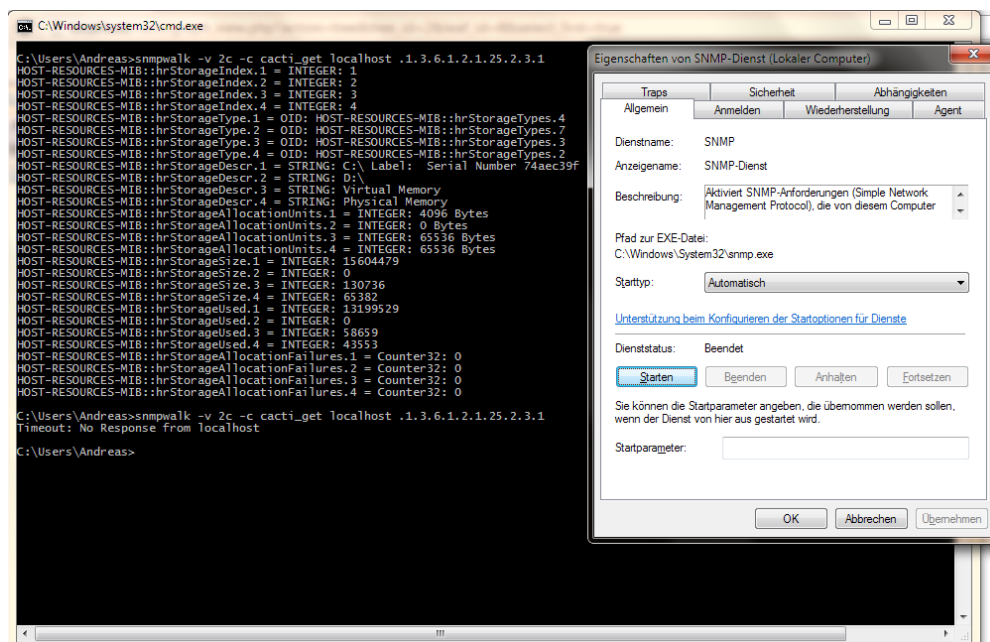 C:\Windows\system32\cmd.exe
C:\Users\Andreas>snmpwalk -v 2c -c cacti_get localhost .1.3.6.1.2.1.25.2.3.1
HOST-RESOURCES-MIB::hrStorageIndex.1 = INTEGER: 1
HOST-RESOURCES-MIB::hrStorageIndex.2 = INTEGER: 2
HOST-RESOURCES-MIB::hrStorageIndex.3 = INTEGER: 3
HOST-RESOURCES-MIB::hrStorageIndex.4 = INTEGER: 4
HOST-RESOURCES-MIB::hrStorageType.1 = OID: HOST-RESOURCES-MIB::hrStorageTypes.4
HOST-RESOURCES-MIB::hrStorageType.2 = OID: HOST-RESOURCES-MIB::hrStorageTypes.7
HOST-RESOURCES-MIB::hrStorageType.3 = OID: HOST-RESOURCES-MIB::hrStorageTypes.3
HOST-RESOURCES-MIB::hrStorageType.4 = OID: HOST-RESOURCES-MIB::hrStorageTypes.2
HOST-RESOURCES-MIB::hrStorageDescr.1 = STRING: C:\ Label:  Serial Number 74aec39f
HOST-RESOURCES-MIB::hrStorageDescr.2 = STRING: D:\
HOST-RESOURCES-MIB::hrStorageDescr.3 = STRING: Virtual Memory
HOST-RESOURCES-MIB::hrStorageDescr.4 = STRING: Physical Memory
HOST-RESOURCES-MIB::hrStorageAllocationUnits.1 = INTEGER: 4096 Bytes
HOST-RESOURCES-MIB::hrStorageAllocationUnits.2 = INTEGER: 0 Bytes
HOST-RESOURCES-MIB::hrStorageAllocationUnits.3 = INTEGER: 65536 Bytes
HOST-RESOURCES-MIB::hrStorageAllocationUnits.4 = INTEGER: 65536 Bytes
HOST-RESOURCES-MIB::hrStorageSize.1 = INTEGER: 15604479
HOST-RESOURCES-MIB::hrStorageSize.2 = INTEGER: 0
HOST-RESOURCES-MIB::hrStorageSize.3 = INTEGER: 130736
HOST-RESOURCES-MIB::hrStorageSize.4 = INTEGER: 65382
HOST-RESOURCES-MIB::hrStorageUsed.1 = INTEGER: 13199529
HOST-RESOURCES-MIB::hrStorageUsed.2 = INTEGER: 0
HOST-RESOURCES-MIB::hrStorageUsed.3 = INTEGER: 58659
HOST-RESOURCES-MIB::hrStorageUsed.4 = INTEGER: 43553
HOST-RESOURCES-MIB::hrStorageAllocationFailures.1 = Counter32: 0
HOST-RESOURCES-MIB::hrStorageAllocationFailures.2 = Counter32: 0
HOST-RESOURCES-MIB::hrStorageAllocationFailures.3 = Counter32: 0
HOST-RESOURCES-MIB::hrStorageAllocationFailures.4 = Counter32: 0
C:\Users\Andreas>snmpwalk -v 2c -c cacti_get localhost .1.3.6.1.2.1.25.2.3.1
Timeout: No Response from localhost
C:\Users\Andreas>
Eigenschaften von SNMP-Dienst (Lokaler Computer)
Traps Sicherheit Abhängigkeiten
Allgemein Anmelden Wiederherstellung Agent
Dienstname: SNMP
Anzeigename: SNMP-Dienst
Beschreibung: Aktiviert SNMP-Anforderungen (Simple Network
Management Protocol), die von diesem Computer
Pfad zur EXE-Datei:
C:\Windows\System32\snmp.exe
Starttyp: Automatisch
Unterstützung beim Konfigurieren der Startoptionen für Dienste
Dienststatus: Beendet
Starten Beenden Anhalten Fortsetzen
Sie können die Startparameter angeben, die übernommen werden sollen,
wenn der Dienst von hier aus gestartet wird.
Startparameter:
OK Abbrechen Übernehmen